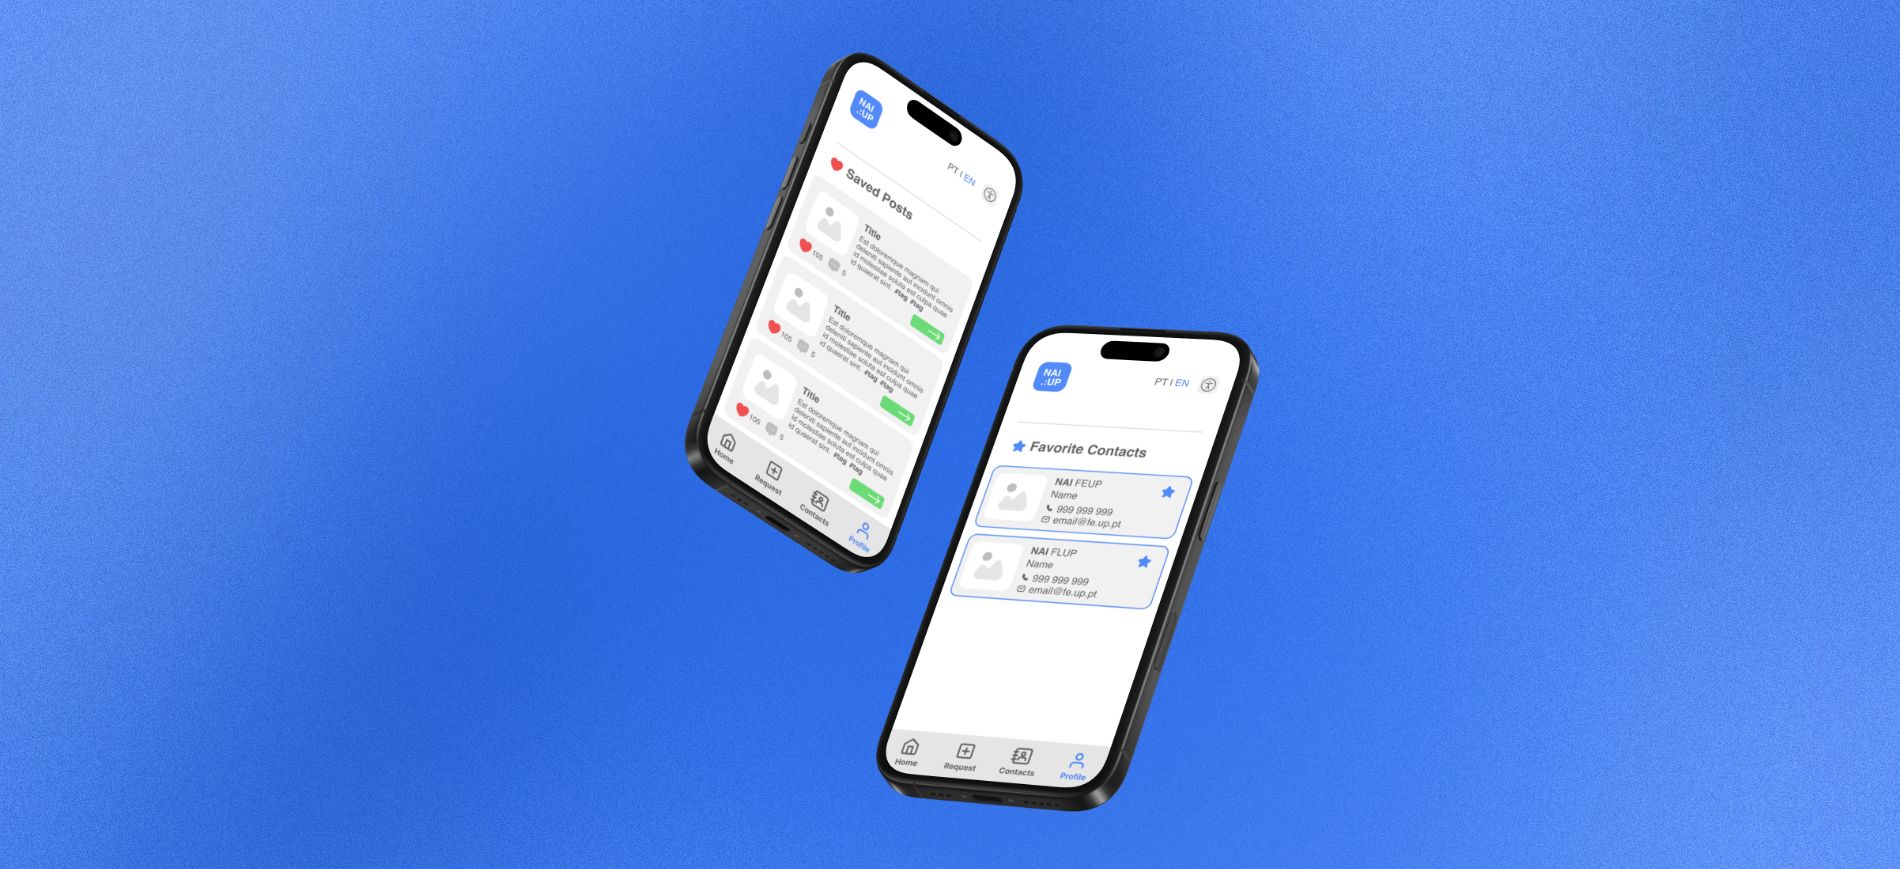 NAI
.:UP
PT | EN
Saved Posts
Title
Est doloremque magnam qui
deleniti sapiente aut incidunt omnis
id molestiae soluta est culpa quae
id quaerat sint. #tag #tag
105
5
Title
Est doloremque magnam qui
deleniti sapiente aut incidunt omnis
id molestiae soluta est culpa quae
id quaerat sint. #tag #tag
105
5
Title
Est doloremque magnam qui
deleniti sapiente aut incidunt omnis
id molestiae soluta est culpa quae
id quaerat sint. #tag #tag
105
5
Home
Request
Contacts
Profile
NAI
.:UP
PT | EN
Favorite Contacts
NAI FEUP
Name
999 999 999
email@fe.up.pt
NAI FLUP
Name
999 999 999
email@fe.up.pt
Home
Request
Contacts
Profile